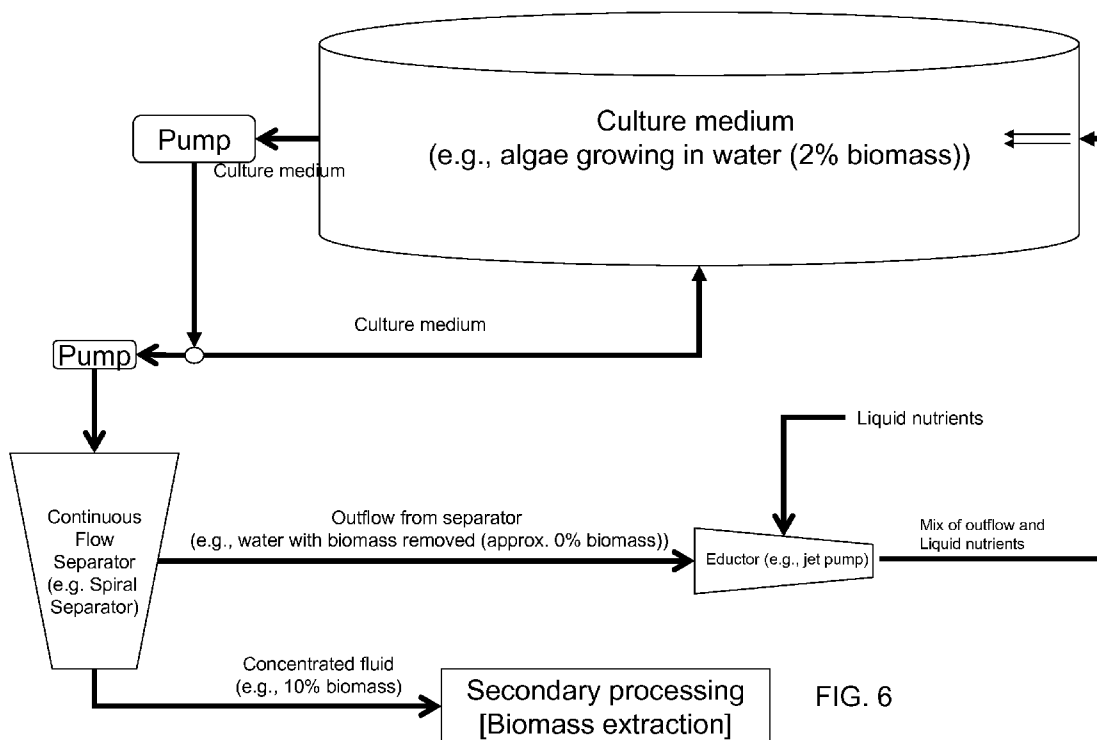 Culture medium
(e.g., algae growing in water (2% biomass))
Pump
Culture medium
Culture medium
Pump
Liquid nutrients
Continuous
Flow
Separator
(e.g. Spiral
Separator)
Outflow from separator
(e.g., water with biomass removed (approx. 0% biomass))
Eductor (e.g., jet pump)
Mix of outflow and
Liquid nutrients
Concentrated fluid
(e.g., 10% biomass)
Secondary processing
[Biomass extraction]
FIG. 6